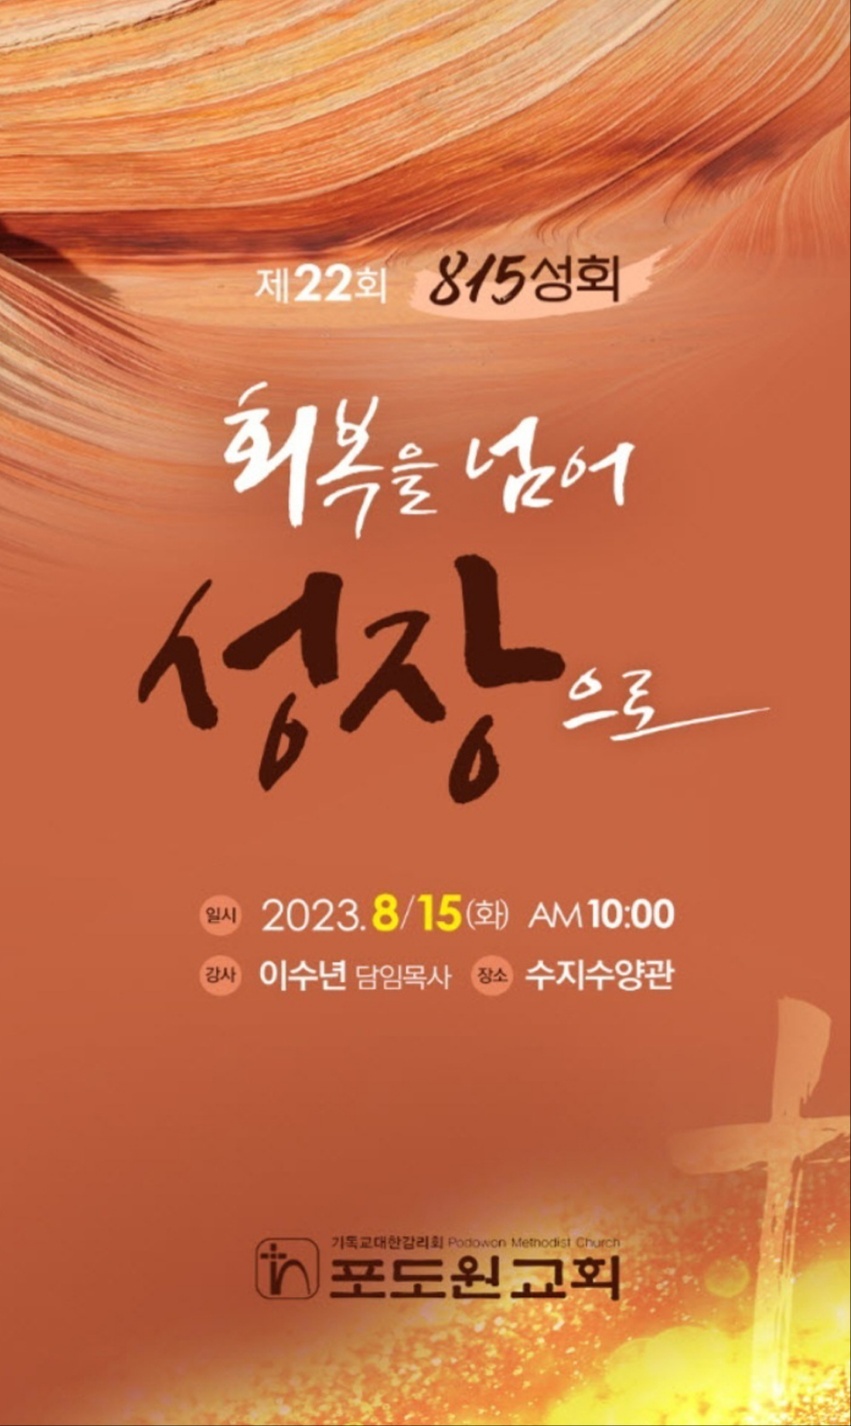 제22회 815성회
회복을 넘어
성장으로
일시 2023. 8/15(화) AM 10:00
강사 이수년 담임목사 장소 수지수양관
기독교대한감리회 Podowon Methodist Church
포도원교회